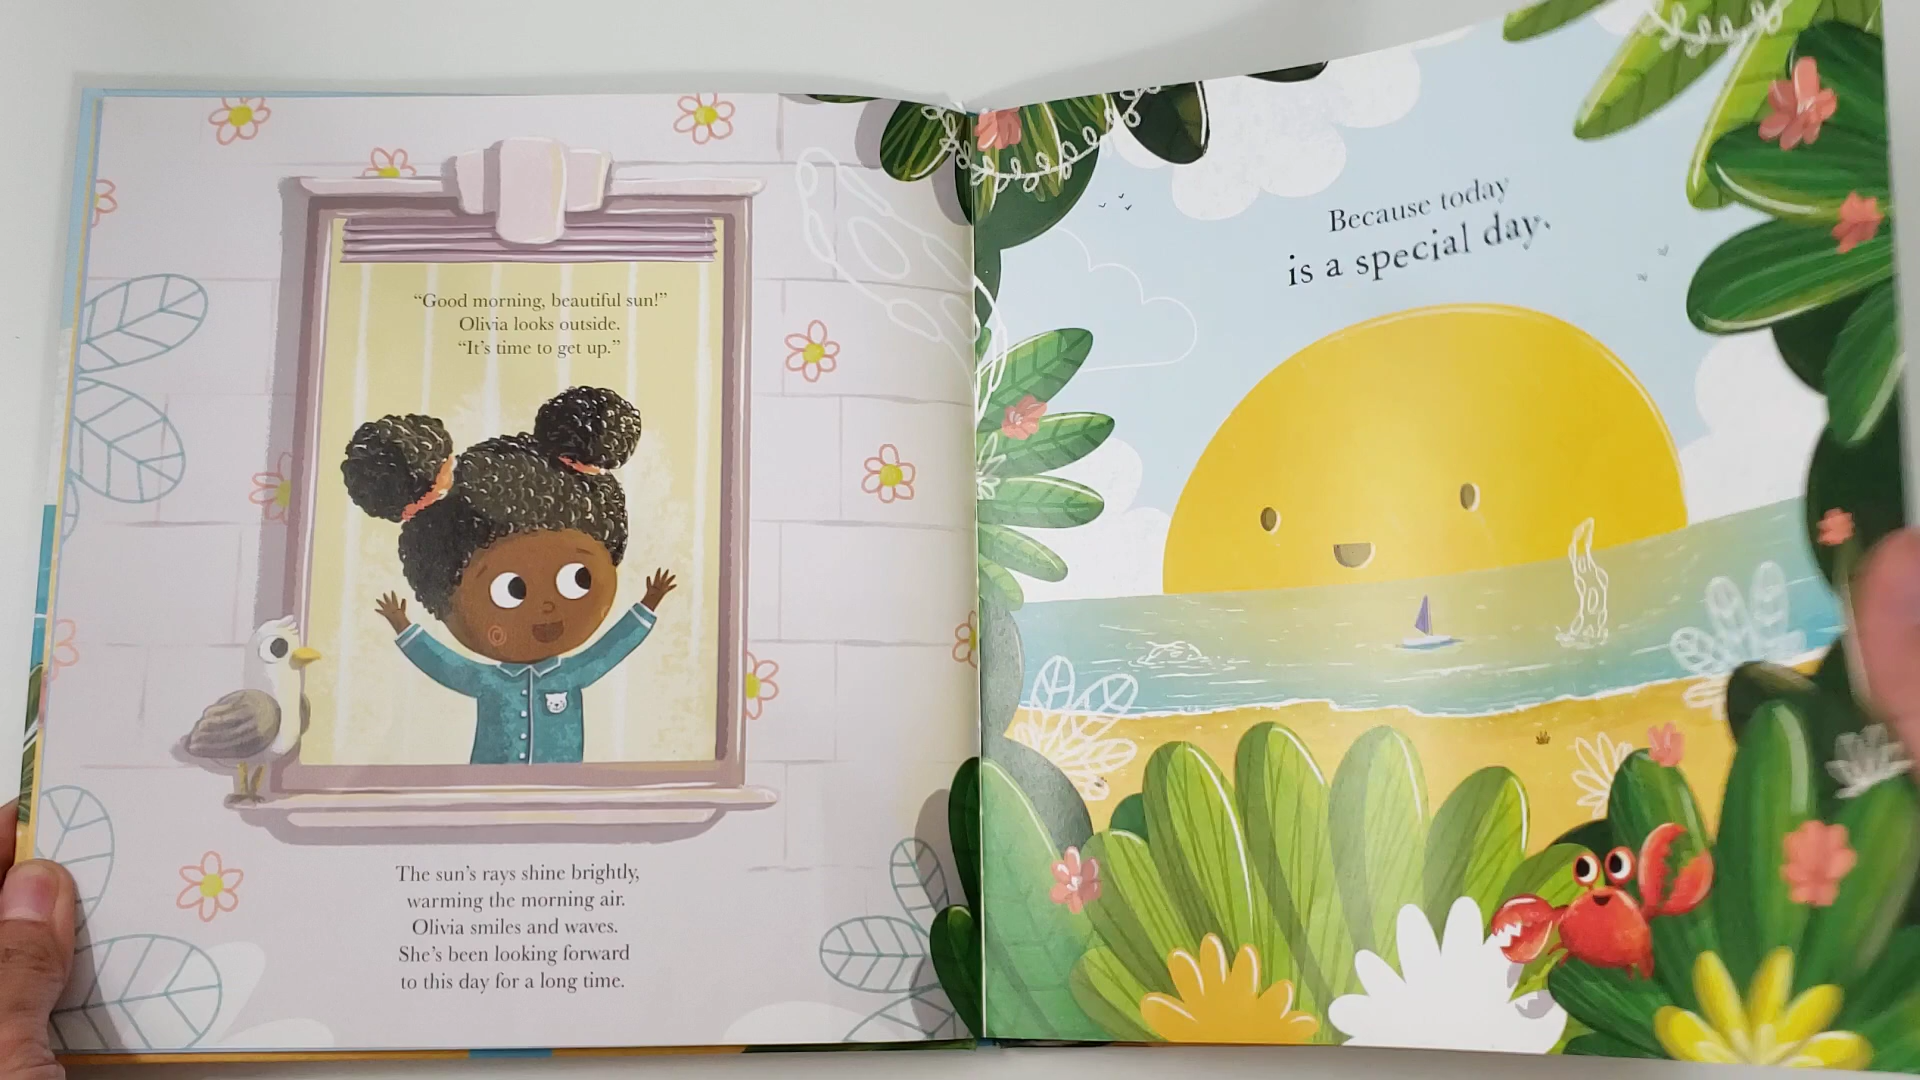 “Good morning, beautiful sun!”
Olivia looks outside.
“It’s time to get up.”
The sun’s rays shine brightly,
warming the morning air.
Olivia smiles and waves.
She’s been looking forward
to this day for a long time.
Because today
is a special day.